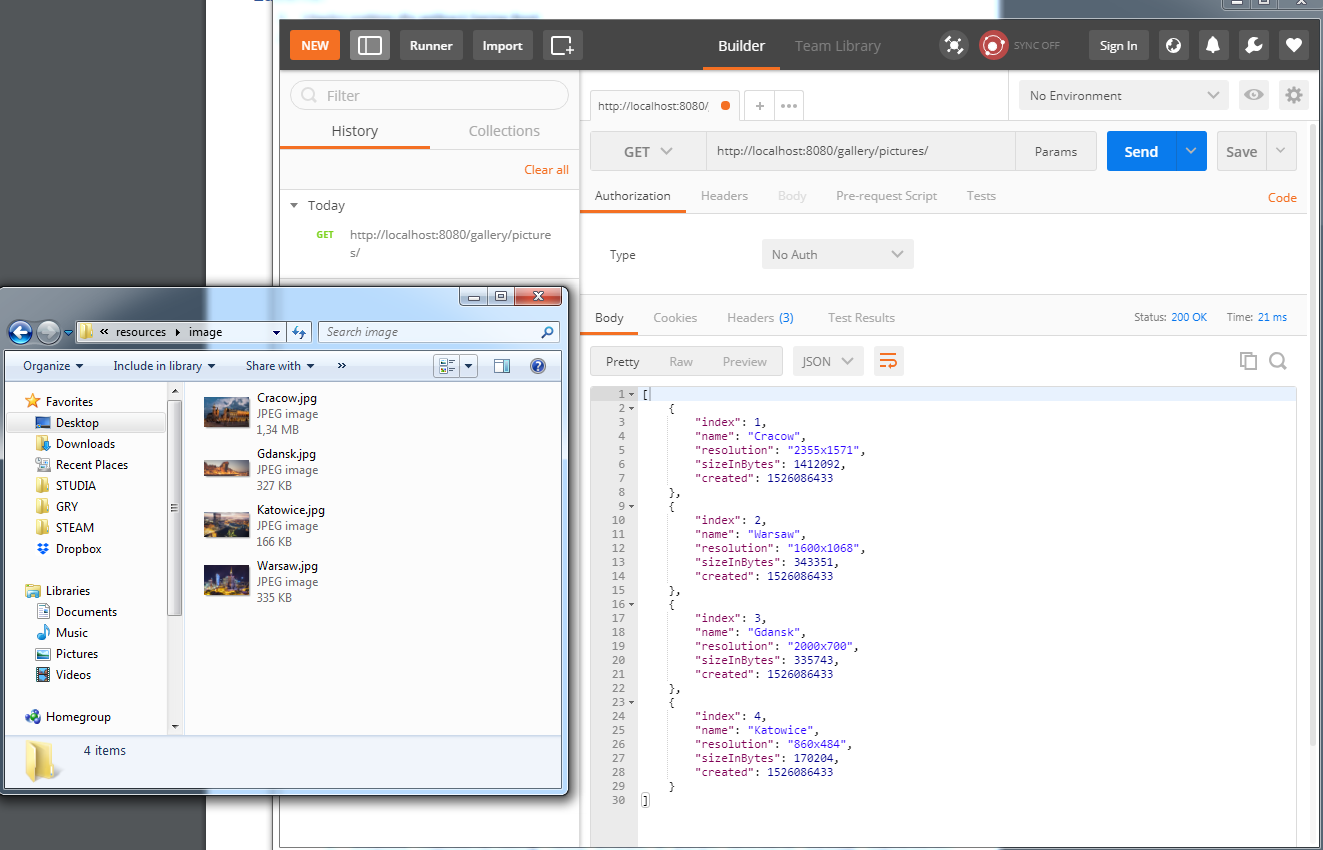 NEW
Runner
Import
Builder
Team Library
SYNC OFF
Sign In
Filter
History
Collections
Clear all
Today
GET http://localhost:8080/gallery/picture
s/
http://localhost:8080/
+
•••
No Environment
GET
http://localhost:8080/gallery/pictures/
Params
Send
Save
Authorization
Headers
Body
Pre-request Script
Tests
Code
Type
No Auth
Body
Cookies
Headers (3)
Test Results
Status: 200 OK
Time: 21 ms
Pretty
Raw
Preview
JSON
1 [
2 {
3 "index": 1,
4 "name": "Cracow",
5 "resolution": "2355x1571",
6 "sizeInBytes": 1412092,
7 "created": 1526086433
8 },
9 {
10 "index": 2,
11 "name": "Warsaw",
12 "resolution": "1600x1068",
13 "sizeInBytes": 343351,
14 "created": 1526086433
15 },
16 {
17 "index": 3,
18 "name": "Gdansk",
19 "resolution": "2000x700",
20 "sizeInBytes": 335743,
21 "created": 1526086433
22 },
23 {
24 "index": 4,
25 "name": "Katowice",
26 "resolution": "860x484",
27 "sizeInBytes": 170204,
28 "created": 1526086433
29 }
30 ]
« resources image
Search image
Organize
Include in library
Share with
»
Favorites
Desktop
Downloads
Recent Places
STUDIA
GRY
STEAM
Dropbox
Libraries
Documents
Music
Pictures
Videos
Homegroup
Cracow.jpg
JPEG image
1,34 MB
Gdansk.jpg
JPEG image
327 KB
Katowice.jpg
JPEG image
166 KB
Warsaw.jpg
JPEG image
335 KB
4 items